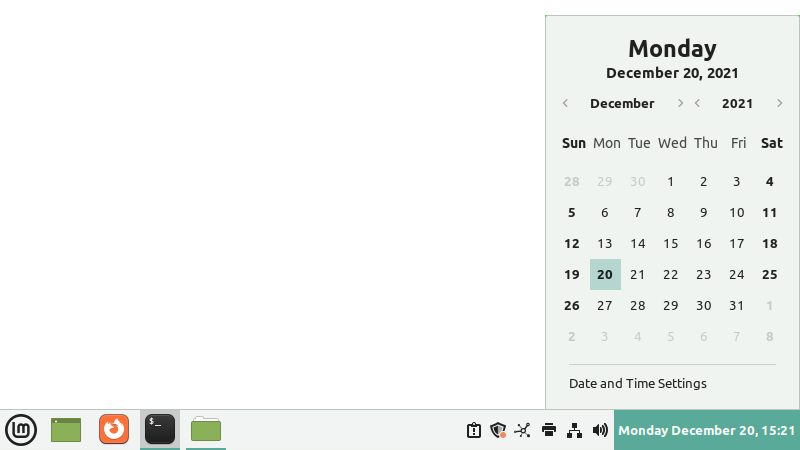 Monday
December 20, 2021
December 2021
Sun Mon Tue Wed Thu Fri Sat
28 29 30 1 2 3 4
5 6 7 8 9 10 11
12 13 14 15 16 17 18
19 20 21 22 23 24 25
26 27 28 29 30 31 1
2 3 4 5 6 7 8
Date and Time Settings
$_
Monday December 20, 15:21